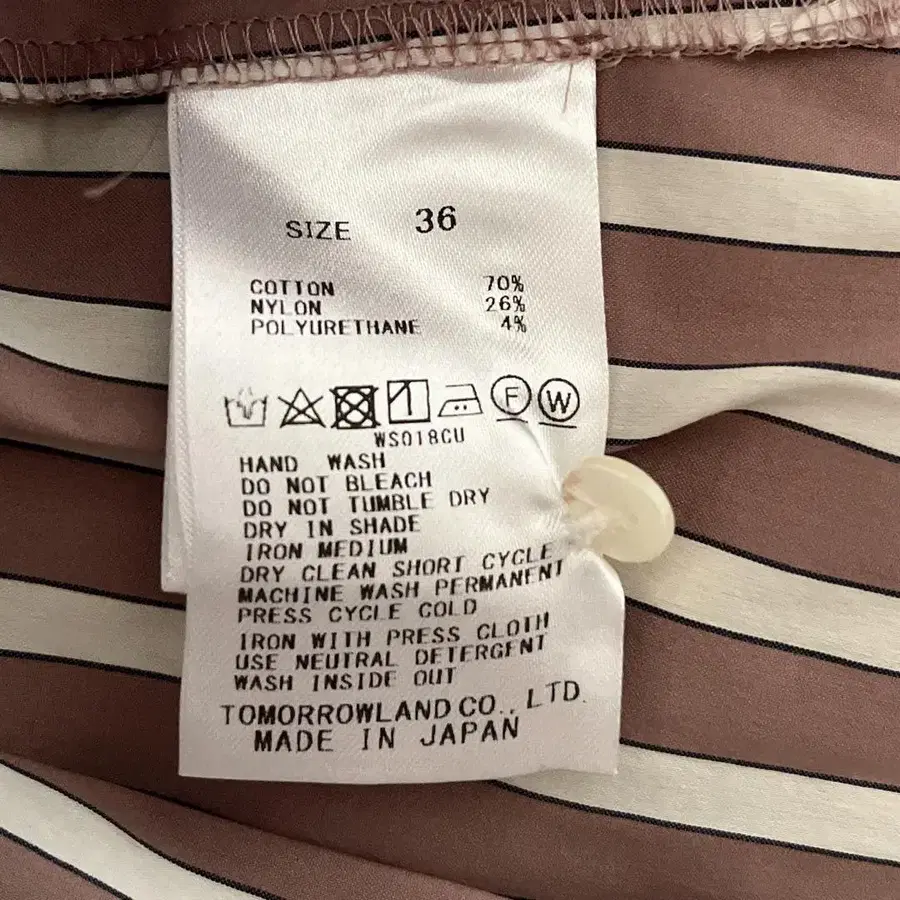 SIZE 36
COTTON 70%
NYLON 26%
POLYURETHANE 4%
F W
WS018CU
HAND WASH
DO NOT BLEACH
DO NOT TUMBLE DRY
DRY IN SHADE
IRON MEDIUM
DRY CLEAN SHORT CYCLE
MACHINE WASH PERMANENT
PRESS CYCLE COLD
IRON WITH PRESS CLOTH
USE NEUTRAL DETERGENT
WASH INSIDE OUT
TOMORROWLAND CO., LTD.
MADE IN JAPAN